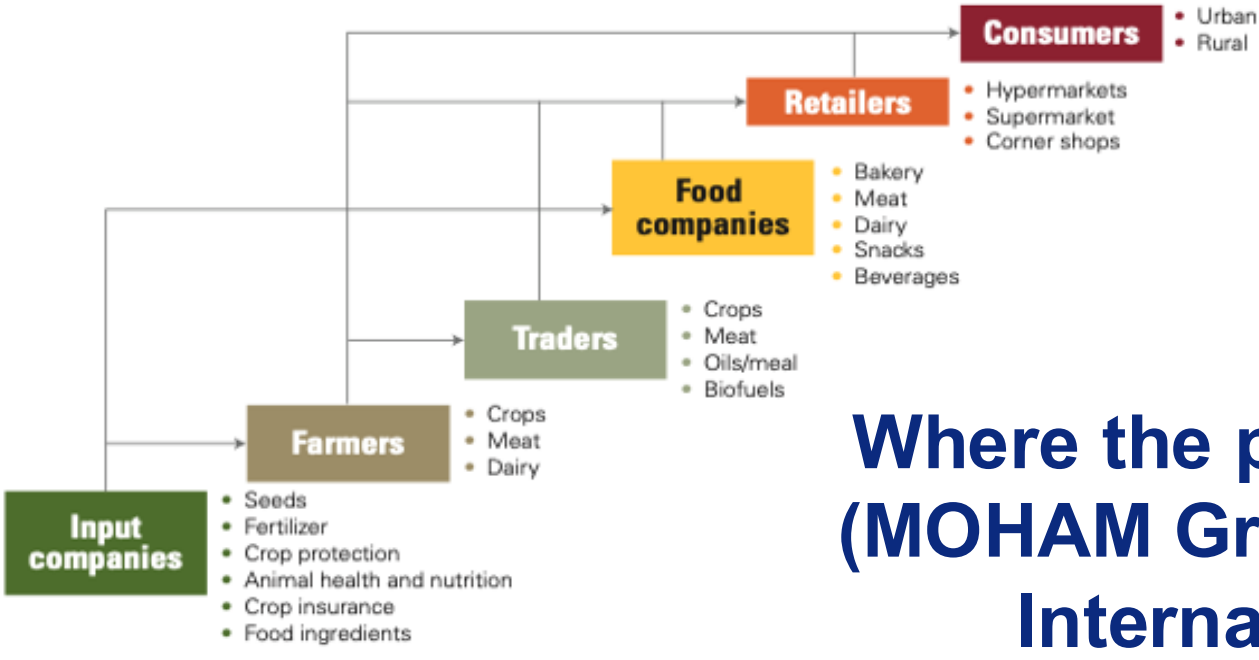 Consumers
• Urban
• Rural
Retailers
• Hypermarkets
• Supermarket
• Corner shops
Food
companies
• Bakery
• Meat
• Dairy
• Snacks
• Beverages
Traders
• Crops
• Meat
• Oils/meal
• Biofuels
Farmers
• Crops
• Meat
• Dairy
Input
companies
• Seeds
• Fertilizer
• Crop protection
• Animal health and nutrition
• Crop insurance
• Food ingredients
Where the p
(MOHAM Gr
Interna